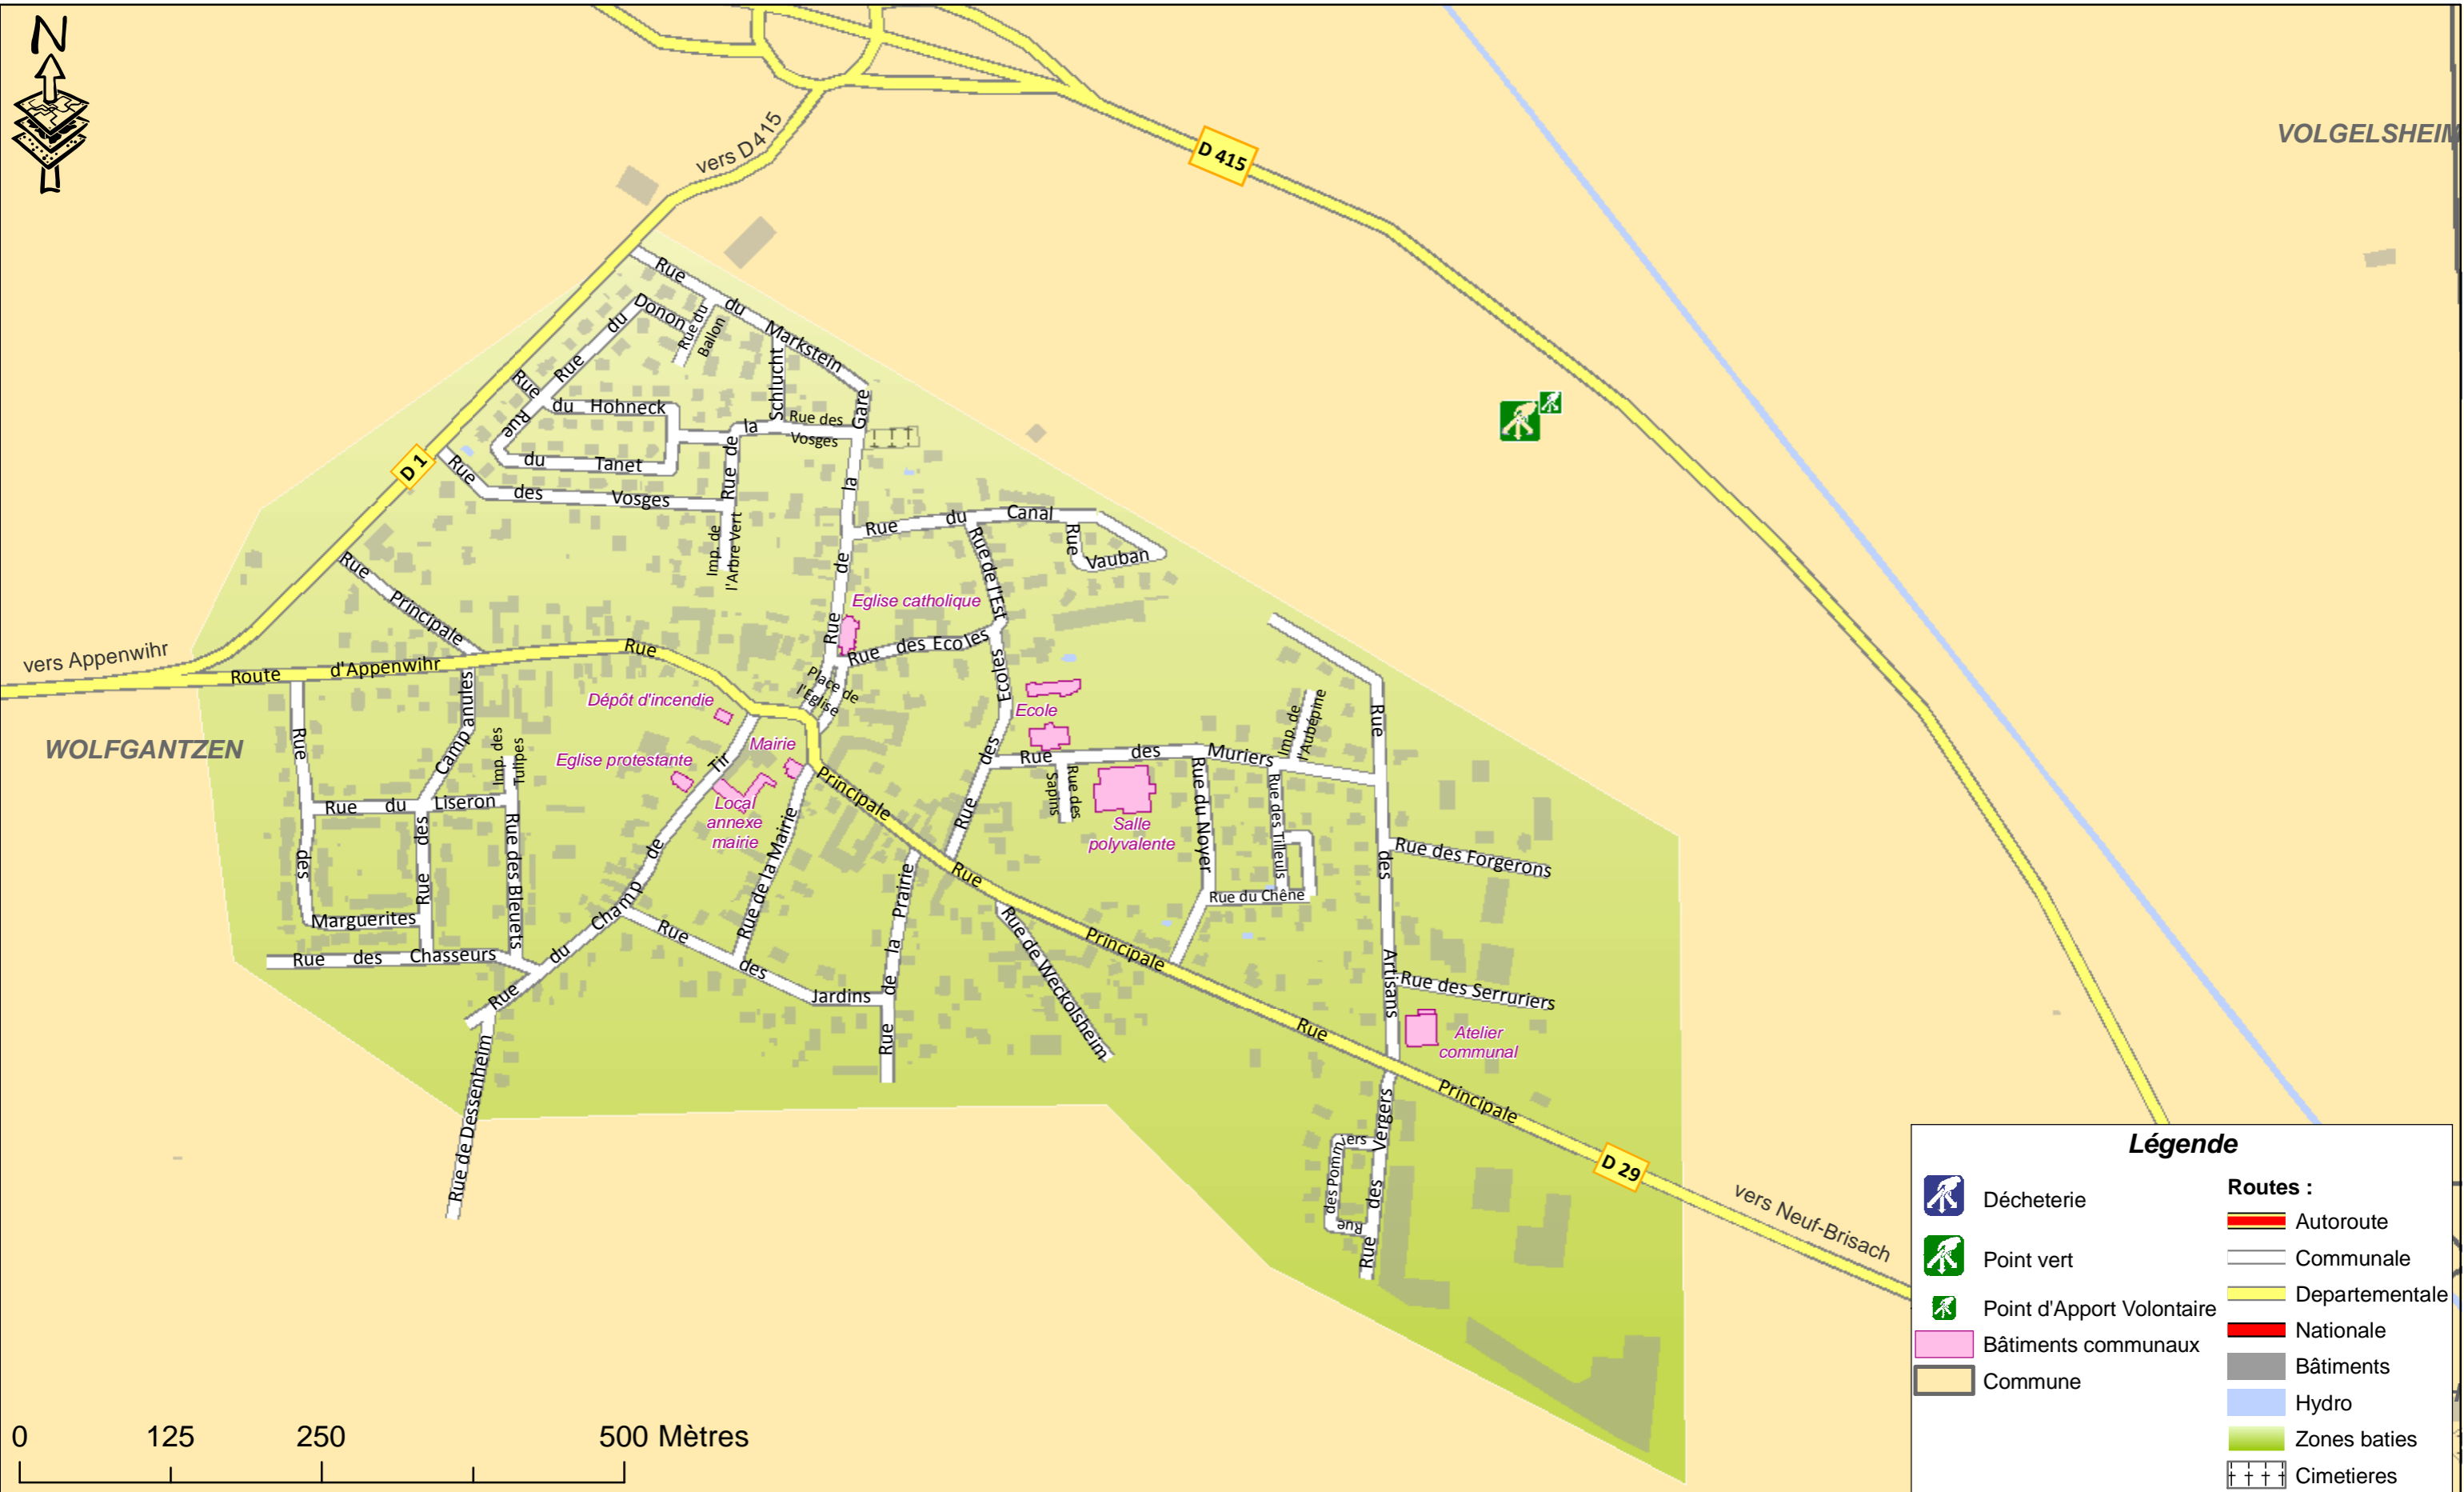 N
vers D415
D 415
VOLGELSHEIM
Rue du Markstein
Rue du Donon
Rue du
Ballon
Schlucht
Gare
Rue
du Hohneck
Rue des
Vosges
la
Rue de
Rue
du Tanet
D 1
Rue des Vosges
Imp. de
l'Arbre Vert
Rue de la
Rue du Canal
Rue
Vauban
Rue de l'Est
Rue Principale
Eglise catholique
Rue des Ecoles
vers Appenwihr
Route d'Appenwihr
Rue
Place de
l'Eglise
Dépôt d'incendie
Ecole
Rue des Ecoles
WOLFGANTZEN
Mairie
Eglise protestante
Local
annexe
mairie
Rue des Campanules
Imp. des
Tulipes
Rue du Liseron
Rue des Marguerites
Rue des Bleuets
Rue des Chasseurs
Rue du Champ de Tir
Rue de la Mairie
Principale
Rue des Muriers
Rue des
Sapins
Salle
polyvalente
Rue du Noyer
Imp. de
l'Aubépine
Rue des Tilleuls
Rue du Chêne
Rue des Artisans
Rue des Forgerons
Rue des Serruriers
Atelier
communal
Rue de la Prairie
Rue des Jardins
Rue de Weckolsheim
Rue Principale
Rue Principale
Rue de Dessenheim
Rue des Vergers
Rue des Pommiers
D 29
vers Neuf-Brisach
0 125 250 500 Mètres
Légende
Décheterie
Point vert
Point d'Apport Volontaire
Bâtiments communaux
Commune
Routes :
Autoroute
Communale
Departementale
Nationale
Bâtiments
Hydro
Zones baties
Cimetieres